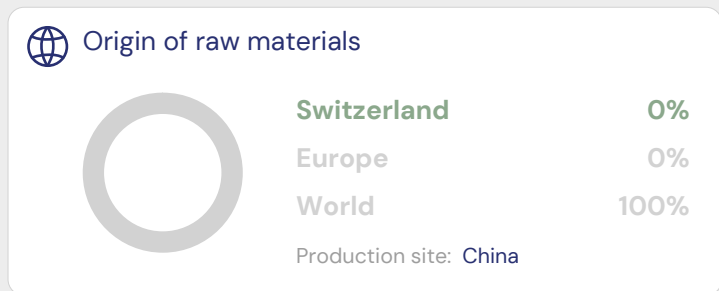 Origin of raw materials
Switzerland 0%
Europe 0%
World 100%
Production site: China